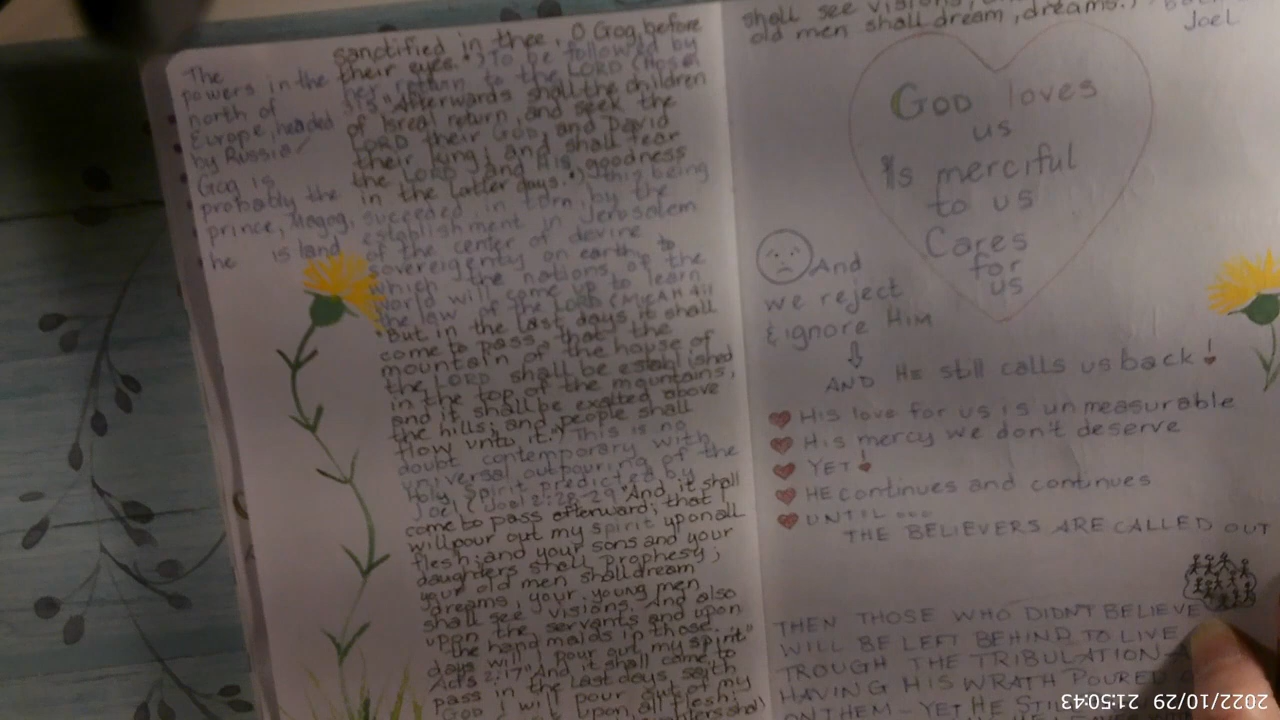 The
powers in the
north of
Europe, headed
by Russia/
Gog is
probably the
prince, Magog,
he is land
sanctified in thee, O Gog, before
their eyes.") To be followed by
her return to the LORD (Hosea
3:5 "Afterwards shall the children
of Isreal return, and seek the
LORD their GOD, and David
their king; and shall fear
the LORD and His goodness
in the latter days.") this being
succeeded in torn, by the
establishment in Jerusalem
of the center of devine
sovereigenty on earth, to
which the nations of the
world will come up to learn
the law of the Lord (MICAH 4:1
"But in the last days it shall
come to pass, that the
mountain of the house of
the LORD shall be established
in the top of the mountains,
and it shall be exalted above
the hills; and people shall
flow unto it.") This is no
doubt contemporary with
universal outpouring of the
Holy Spirit predicted by
Joel (Joel 2:28-29 "And it shall
come to pass afterward, that I
will pour out my spirit upon all
flesh; and your sons and your
daughters shall prophesy;
your old men shall dream
dreams, your young men
shall see visions. And also
upon the servants and upon
the hand maids in those
days will I pour out my spirit"
Acts 2:17 "And it shall come to
pass in the last days, saith
God I will pour out of my
upon all flesh:
shall see visions,
old men shall dream, dreams.)
Joel
GOD loves
us
Is merciful
to us
Cares
for
us
And
we reject
& ignore HIM
AND HE still calls us back!
HIS love for us is unmeasurable
His mercy we don't deserve
YET!
HE continues and continues
UNTIL...
THE BELIEVERS ARE CALLED OUT
THEN THOSE WHO DIDN'T BELIEVE
WILL BE LEFT BEHIND TO LIVE
TROUGH THE TRIBULATION-
HAVING HIS WRATH POURED
ON THEM - YET HE
2022/10/29 21:50:43